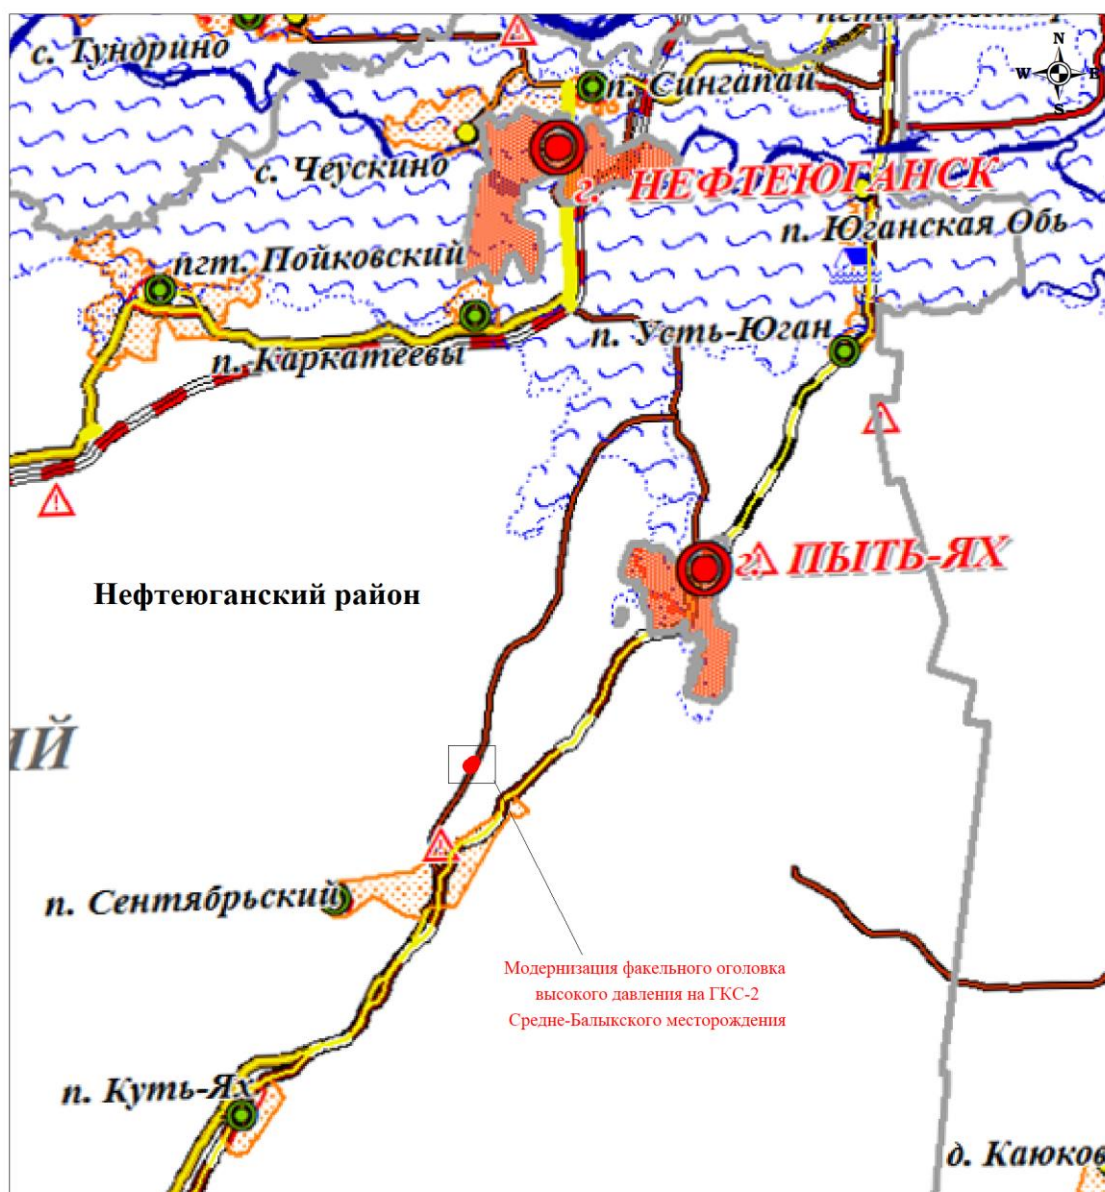 с. Тундрино
N
W E
S
п. Сингапай
с. Чеускино
г. НЕФТЕЮГАНСК
п. Юганская Обь
пгт. Пойковский
п. Усть-Юган
п. Каркатеевы
г. ПЫТЬ-ЯХ
Нефтеюганский район
ИЙ
п. Сентябрьский
Модернизация факельного оголовка
высокого давления на ГКС-2
Средне-Балыкского месторождения
п. Куть-Ях
д. Каюков